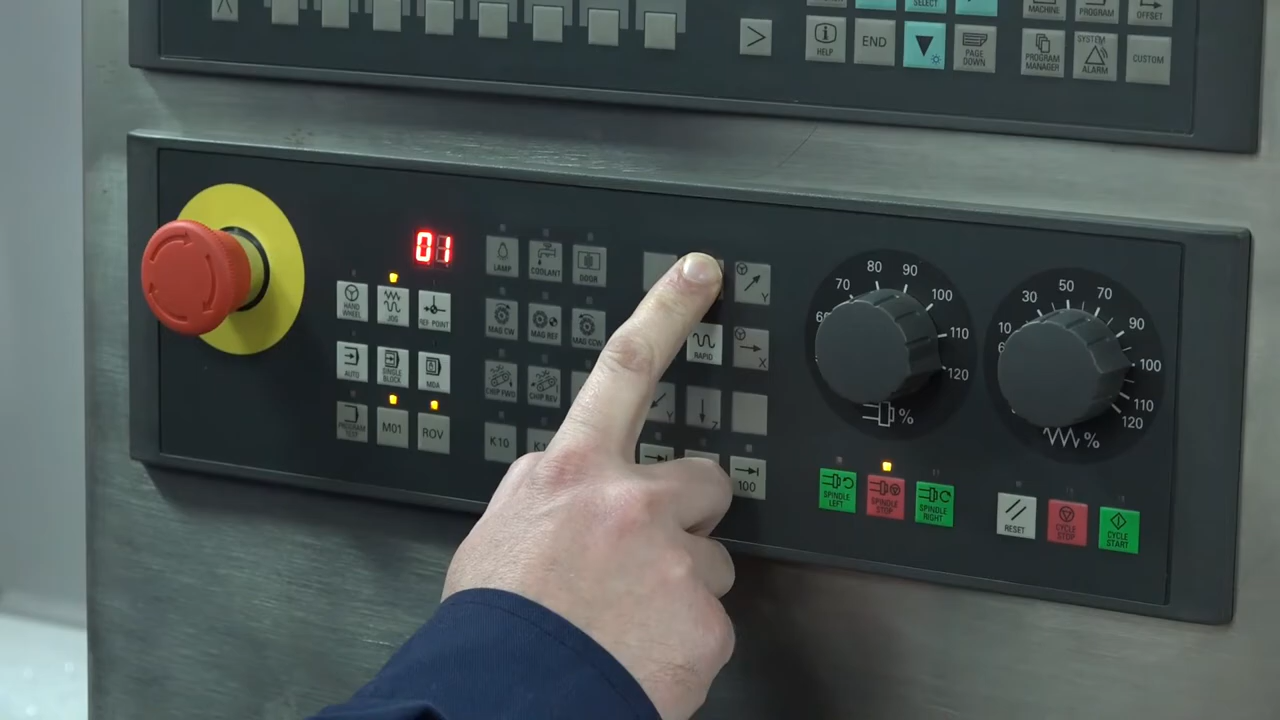 SELECT
MACHINE
PROGRAM
OFFSET
>
HELP
END
PAGE DOWN
PROGRAM MANAGER
SYSTEM ALARM
CUSTOM
01
LAMP
COOLANT
DOOR
HAND WHEEL
JOG
REF POINT
MAG CW
MAG REF
MAG CCW
AUTO
SINGLE BLOCK
MDA
CHIP FWD
CHIP REV
PROGRAM TEST
M01
ROV
K10
Y
RAPID
X
Y
Z
100
70
80
90
100
110
120
%
10
30
50
70
90
100
110
120
%
SPINDLE LEFT
SPINDLE STOP
SPINDLE RIGHT
RESET
CYCLE STOP
CYCLE START